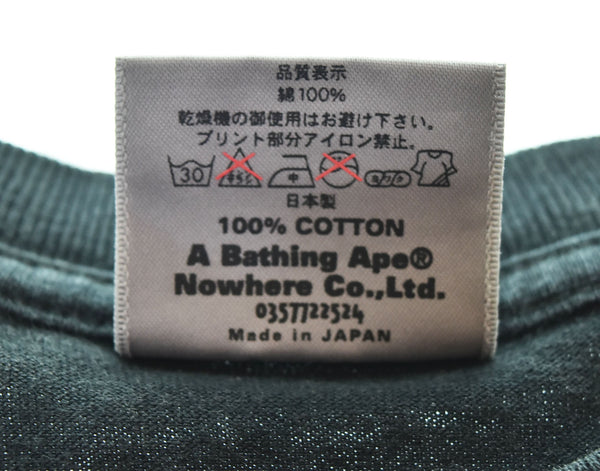 品質表示
綿100%
乾燥機の御使用はお避け下さい。
プリント部分アイロン禁止。
30 中
日本製
100% COTTON
A Bathing Ape®
Nowhere Co.,Ltd.
0357722524
Made in JAPAN